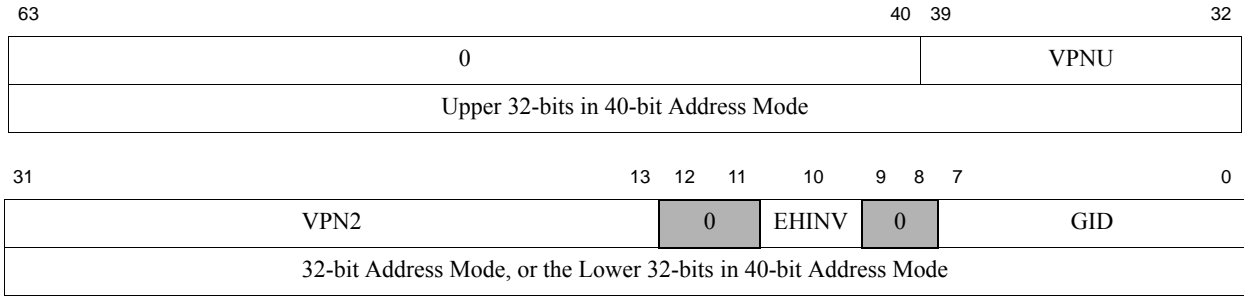 63 40 39 32
0 VPNU
Upper 32-bits in 40-bit Address Mode
31 13 12 11 10 9 8 7 0
VPN2 0 EHINV 0 GID
32-bit Address Mode, or the Lower 32-bits in 40-bit Address Mode